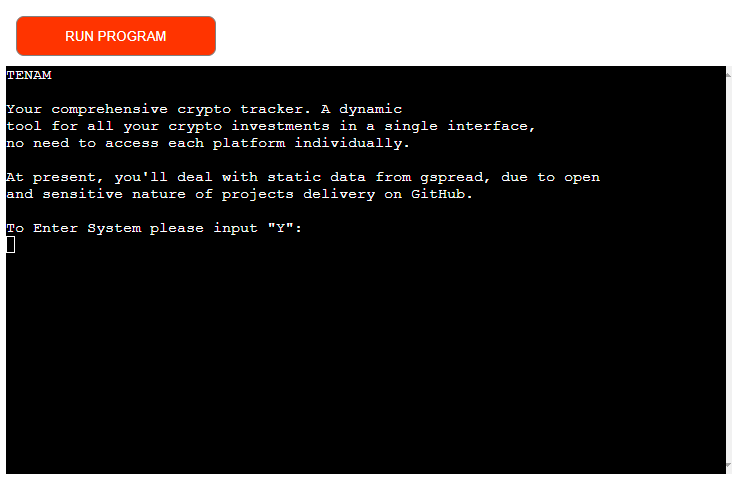 RUN PROGRAM
TENAM
Your comprehensive crypto tracker. A dynamic
tool for all your crypto investments in a single interface,
no need to access each platform individually.
At present, you'll deal with static data from gspread, due to open
and sensitive nature of projects delivery on GitHub.
To Enter System please input "Y":